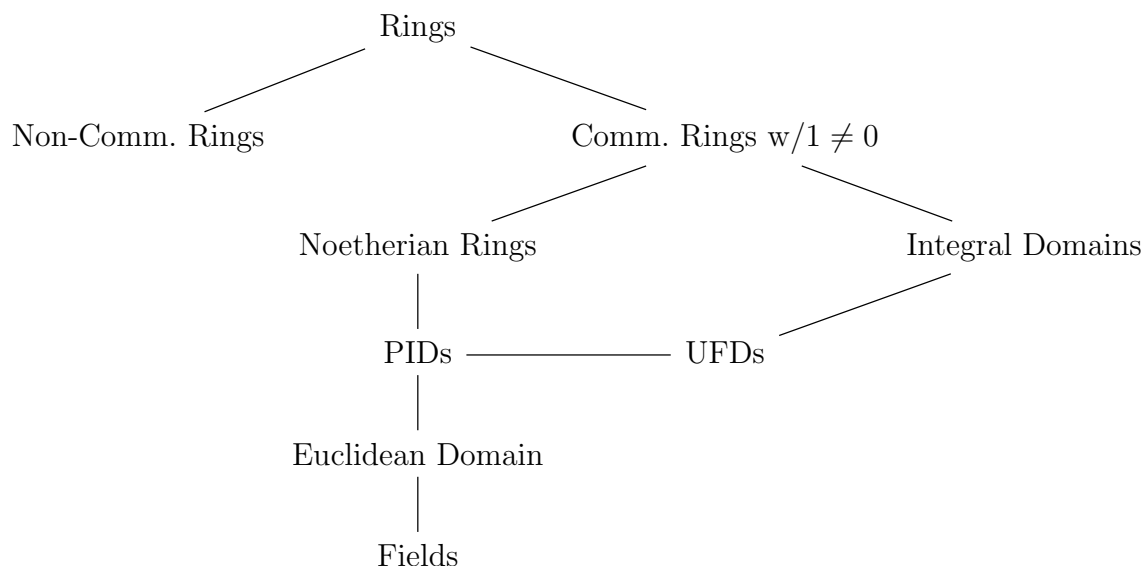 Rings
Non-Comm. Rings
Comm. Rings w/1 ≠ 0
Noetherian Rings
Integral Domains
PIDs
UFDs
Euclidean Domain
Fields